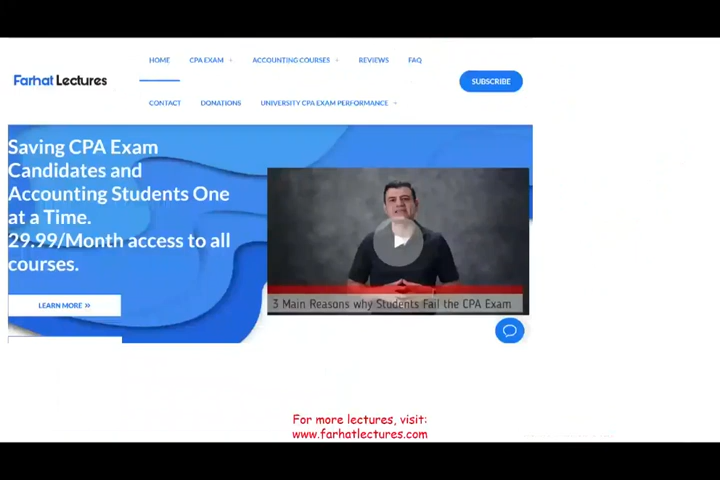 HOME
CPA EXAM
ACCOUNTING COURSES
REVIEWS
FAQ
Farhat Lectures
SUBSCRIBE
CONTACT
DONATIONS
UNIVERSITY CPA EXAM PERFORMANCE
Saving CPA Exam
Candidates and
Accounting Students One
at a Time.
29.99/Month access to all
courses.
LEARN MORE »
3 Main Reasons why Students Fail the CPA Exam
For more lectures, visit:
www.farhatlectures.com